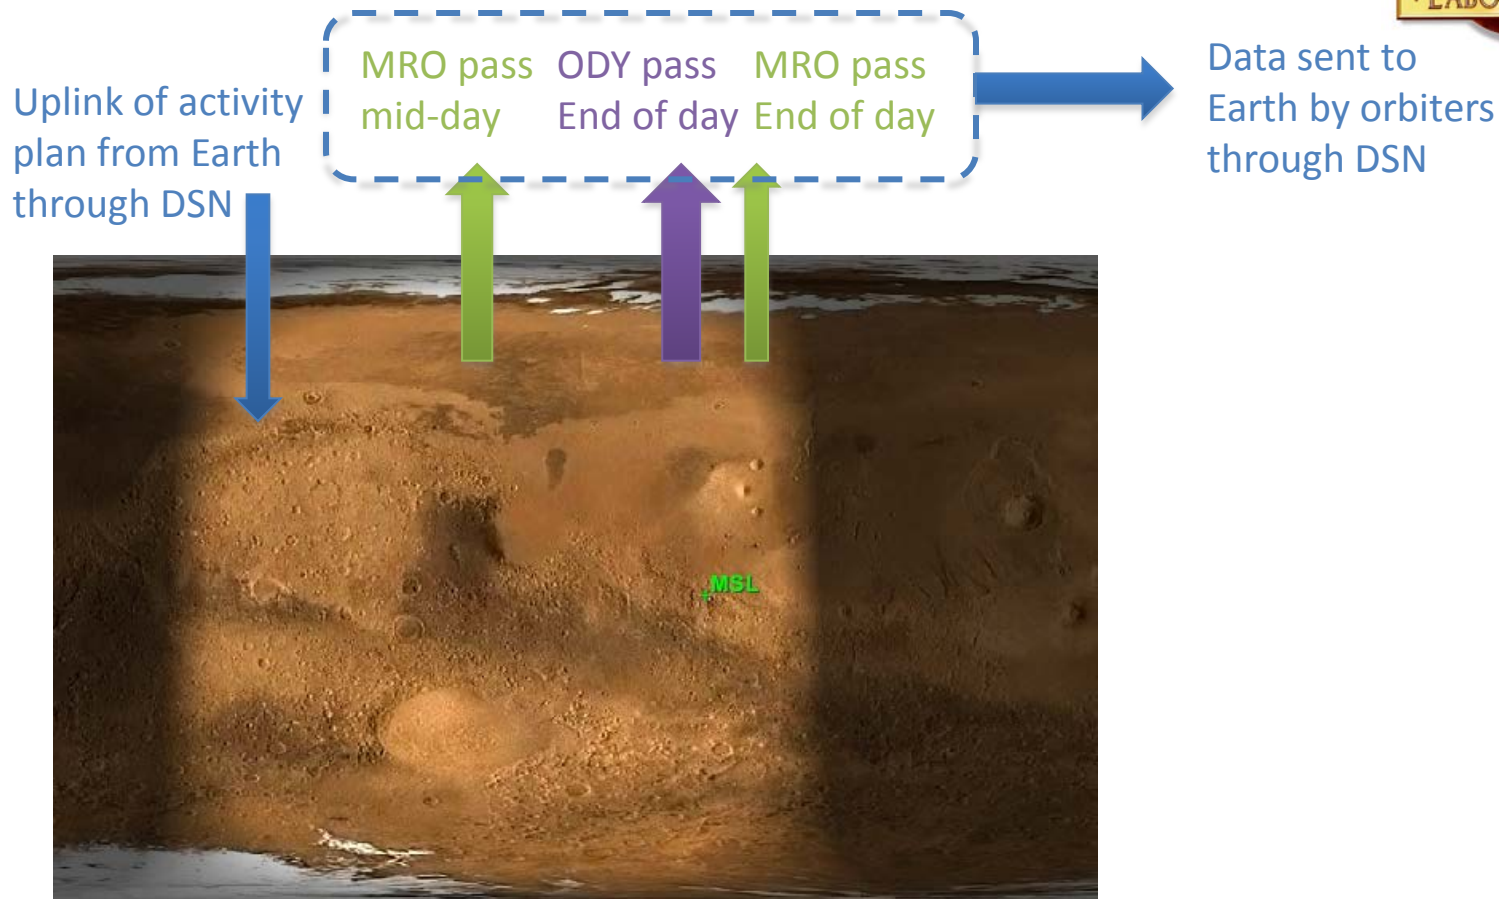 Uplink of activity
plan from Earth
through DSN
MRO pass
mid-day
ODY pass
End of day
MRO pass
End of day
Data sent to
Earth by orbiters
through DSN
MSL